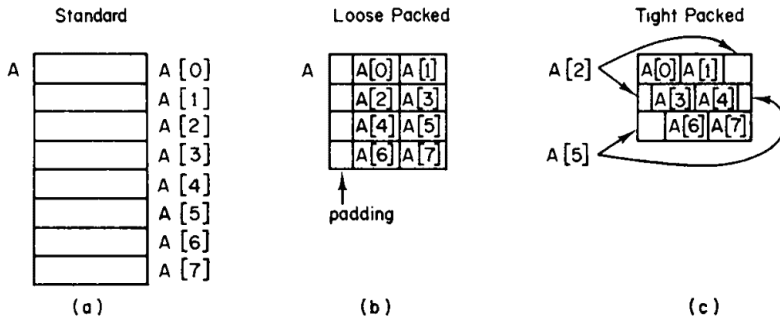 Standard
Loose Packed
Tight Packed
A
A [0]
A [1]
A [2]
A [3]
A [4]
A [5]
A [6]
A [7]
(a)
A
A[0] A[1]
A[2] A[3]
A[4] A[5]
A[6] A[7]
padding
(b)
A[2]
A[5]
A[0] A[1]
A[3] A[4]
A[6] A[7]
(c)